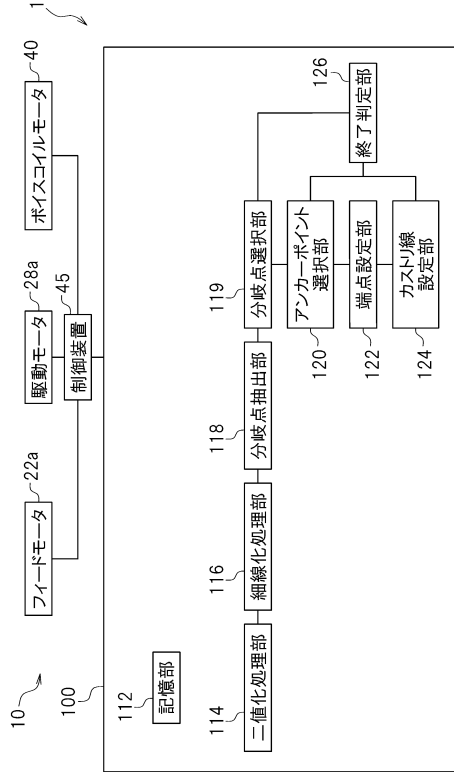 1
10
フィードモータ
22a
駆動モータ
28a
ボイスコイルモータ
40
制御装置
45
100
記憶部
112
二値化処理部
114
細線化処理部
116
分岐点抽出部
118
分岐点選択部
119
アンカーポイント
選択部
120
端点設定部
122
カストリ線
設定部
124
終了判定部
126